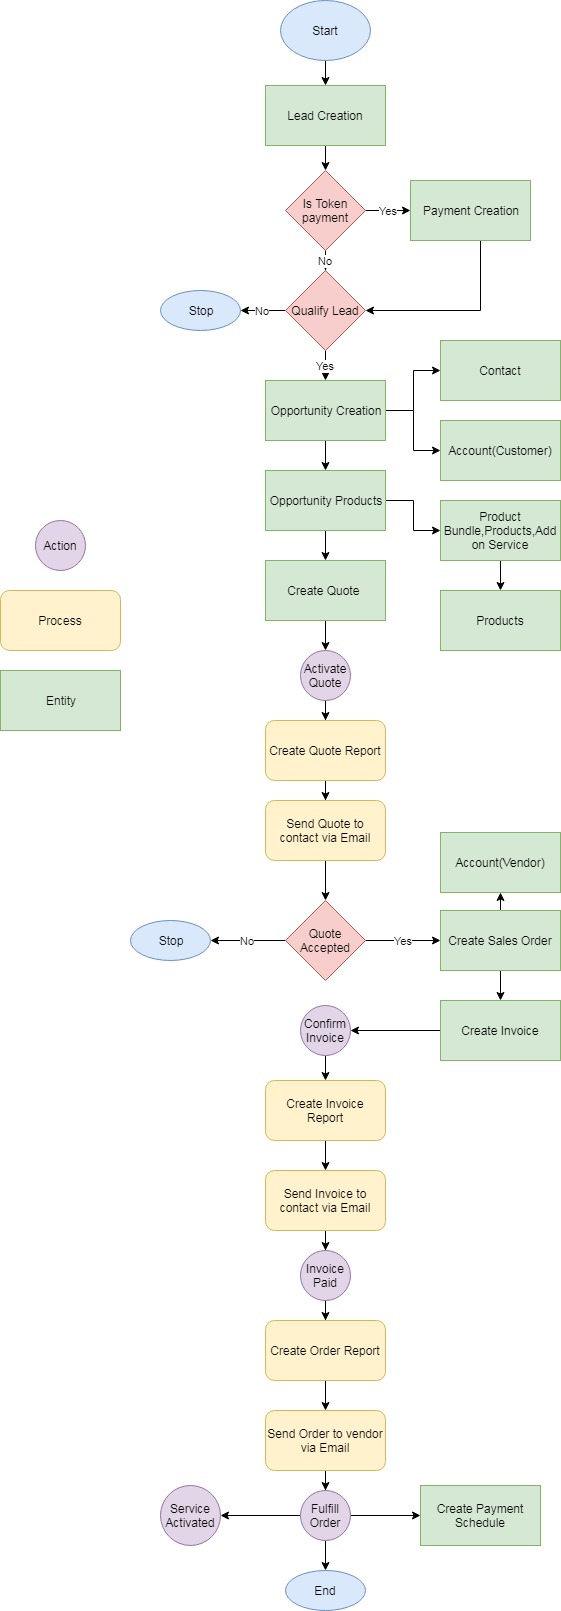 Start
Lead Creation
Is Token
payment
Yes
Payment Creation
No
Stop
No
Qualify Lead
Yes
Contact
Opportunity Creation
Account(Customer)
Opportunity Products
Product
Bundle,Products,Add
on Service
Action
Create Quote
Process
Products
Activate
Quote
Entity
Create Quote Report
Send Quote to
contact via Email
Account(Vendor)
Stop
No
Quote
Accepted
Yes
Create Sales Order
Confirm
Invoice
Create Invoice
Create Invoice
Report
Send Invoice to
contact via Email
Invoice
Paid
Create Order Report
Send Order to vendor
via Email
Service
Activated
Fulfill
Order
Create Payment
Schedule
End